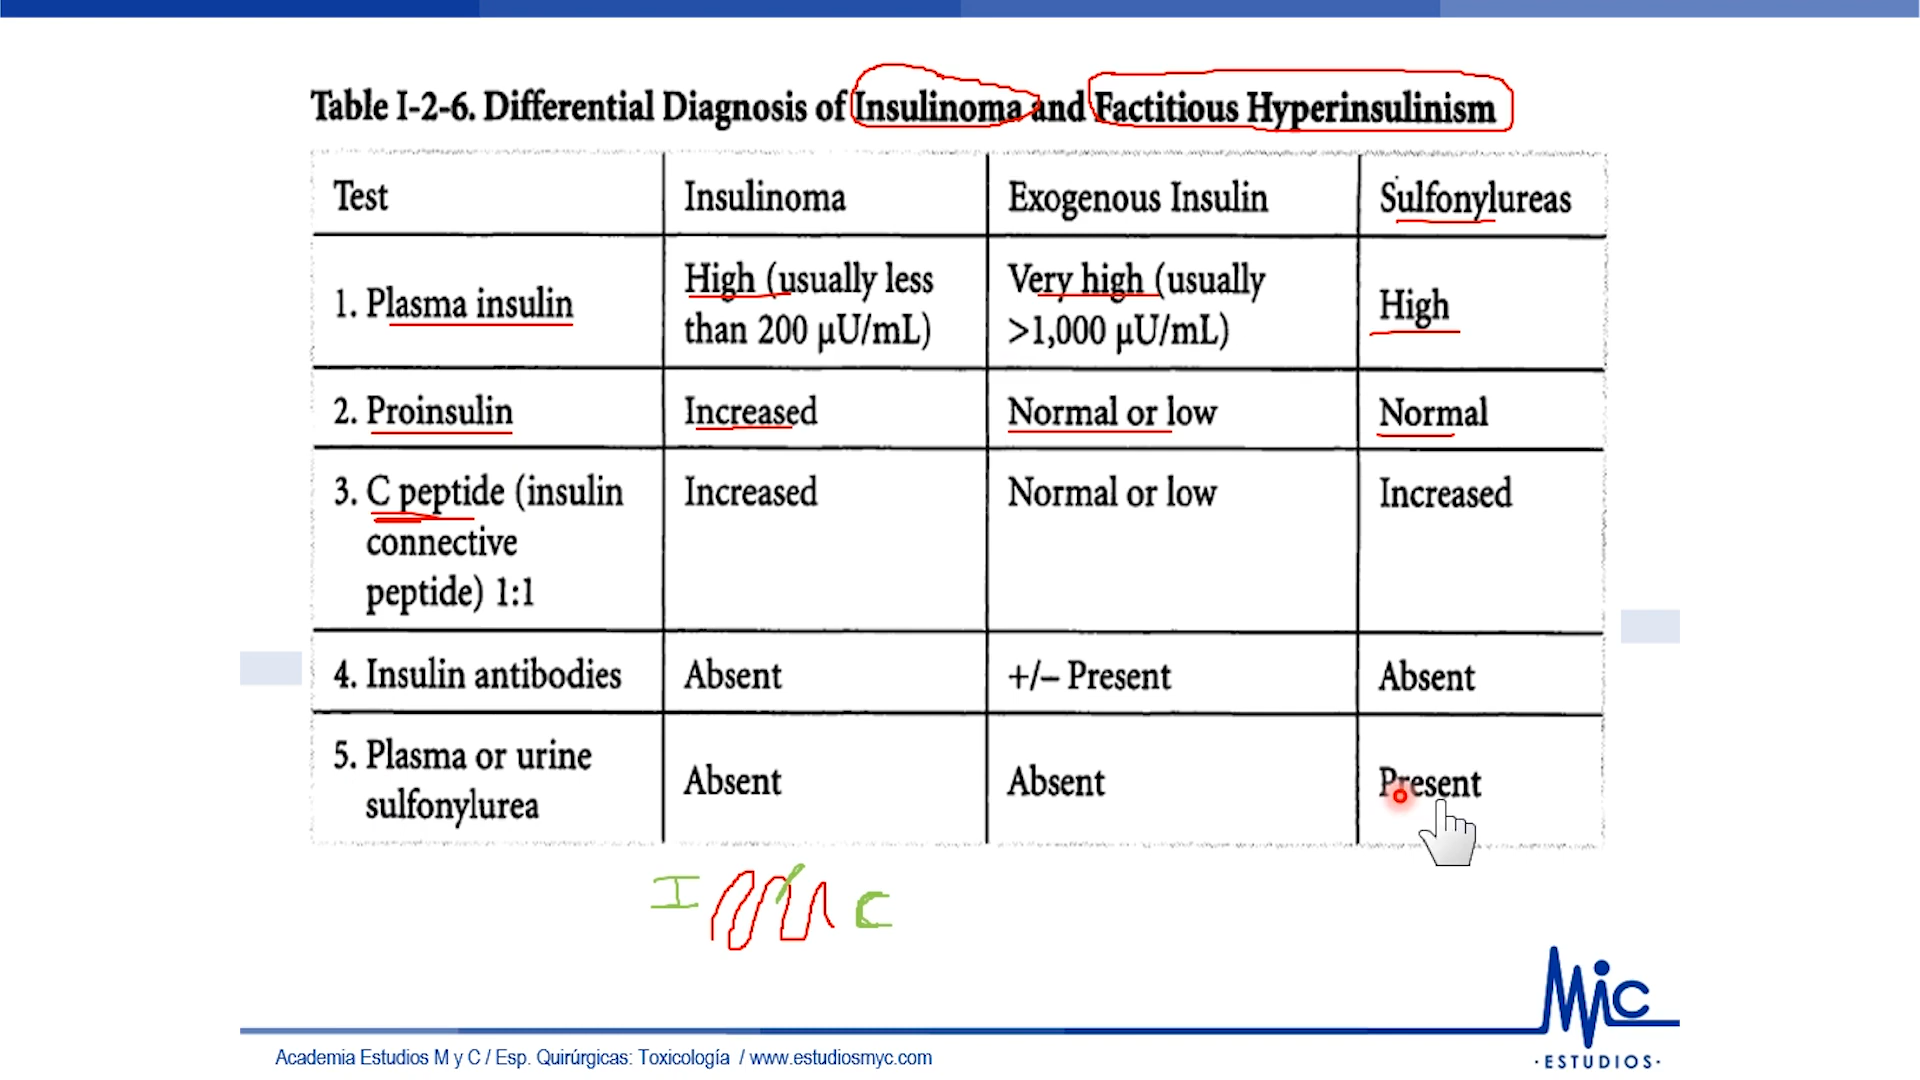 Table I-2-6. Differential Diagnosis of Insulinoma and Factitious Hyperinsulinism
Test
Insulinoma
Exogenous Insulin
Sulfonylureas
1. Plasma insulin
High (usually less
than 200 µU/mL)
Very high (usually
>1,000 µU/mL)
High
2. Proinsulin
Increased
Normal or low
Normal
3. C peptide (insulin
connective
peptide) 1:1
Increased
Normal or low
Increased
4. Insulin antibodies
Absent
+/– Present
Absent
5. Plasma or urine
sulfonylurea
Absent
Absent
Present
I C
Academia Estudios M y C / Esp. Quirúrgicas: Toxicología / www.estudiosmyc.com
Mic
·ESTUDIOS·